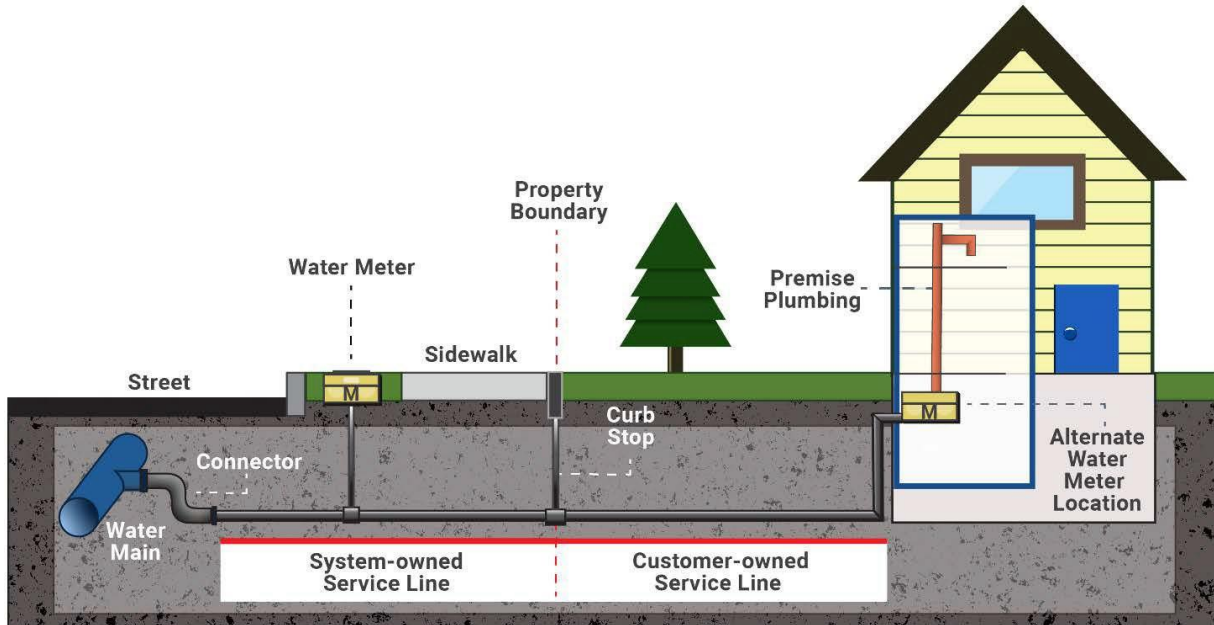 Property
Boundary
Water Meter
Premise
Plumbing
Sidewalk
Street
M
M
Curb
Stop
Connector
Alternate
Water
Meter
Location
Water
Main
System-owned
Service Line
Customer-owned
Service Line